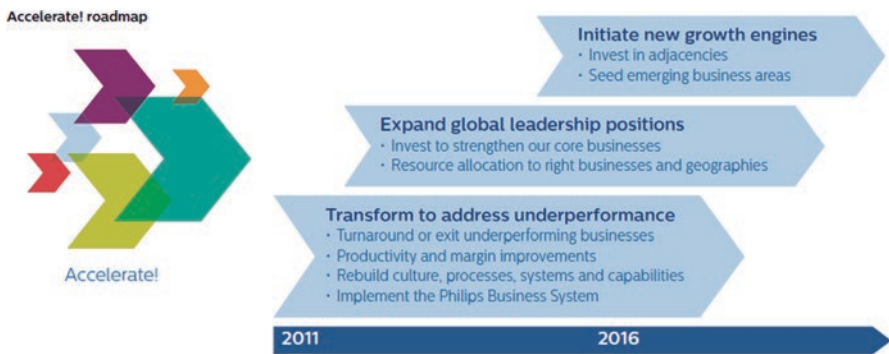 Accelerate! roadmap
Accelerate!
Initiate new growth engines
· Invest in adjacencies
· Seed emerging business areas
Expand global leadership positions
· Invest to strengthen our core businesses
· Resource allocation to right businesses and geographies
Transform to address underperformance
· Turnaround or exit underperforming businesses
· Productivity and margin improvements
· Rebuild culture, processes, systems and capabilities
· Implement the Philips Business System
2011 2016